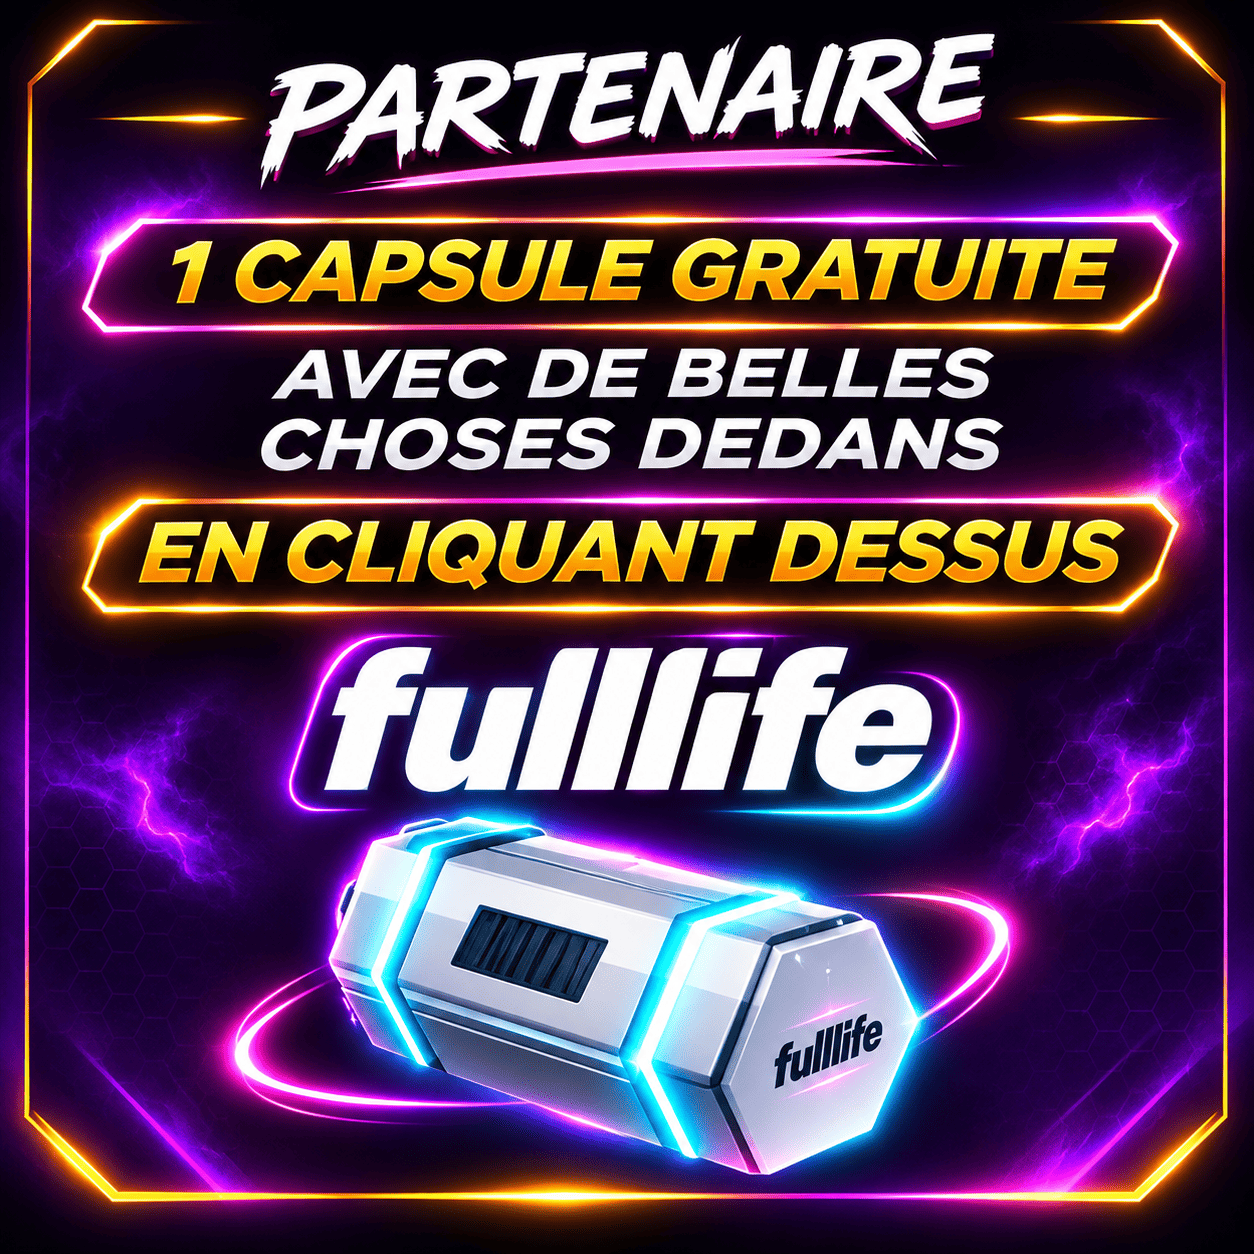 PARTENAIRE
1 CAPSULE GRATUITE
AVEC DE BELLES
CHOSES DEDANS
EN CLIQUANT DESSUS
fulllife
fulllife